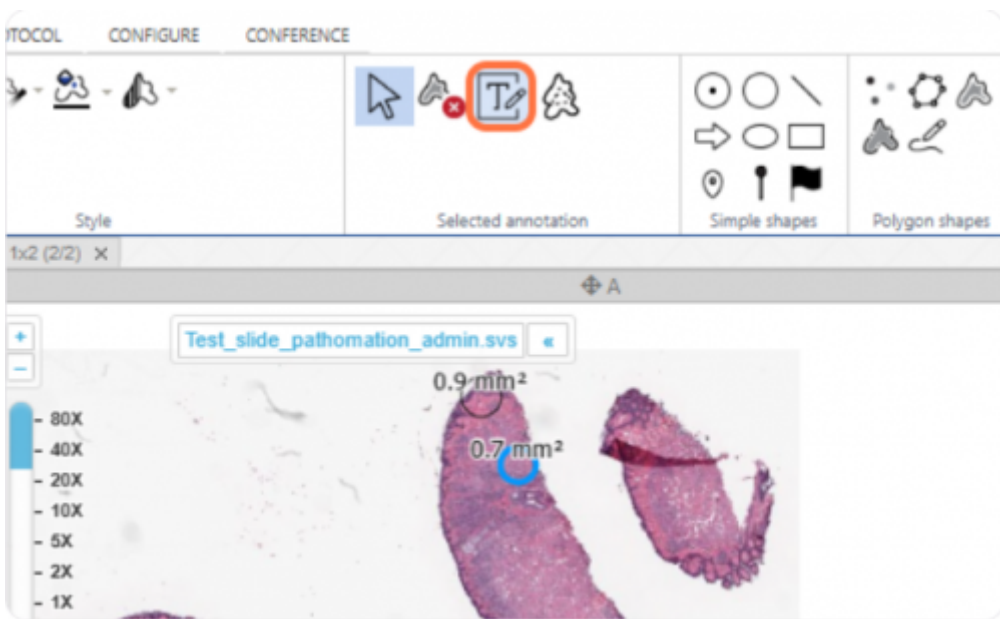 OTOCOL CONFIGURE CONFERENCE
T
Style Selected annotation Simple shapes Polygon shapes
1x2 (2/2) X
A
+
Test_slide_pathomation_admin.svs «
−
0.9 mm²
80X
40X
0.7 mm²
20X
10X
5X
2X
1X